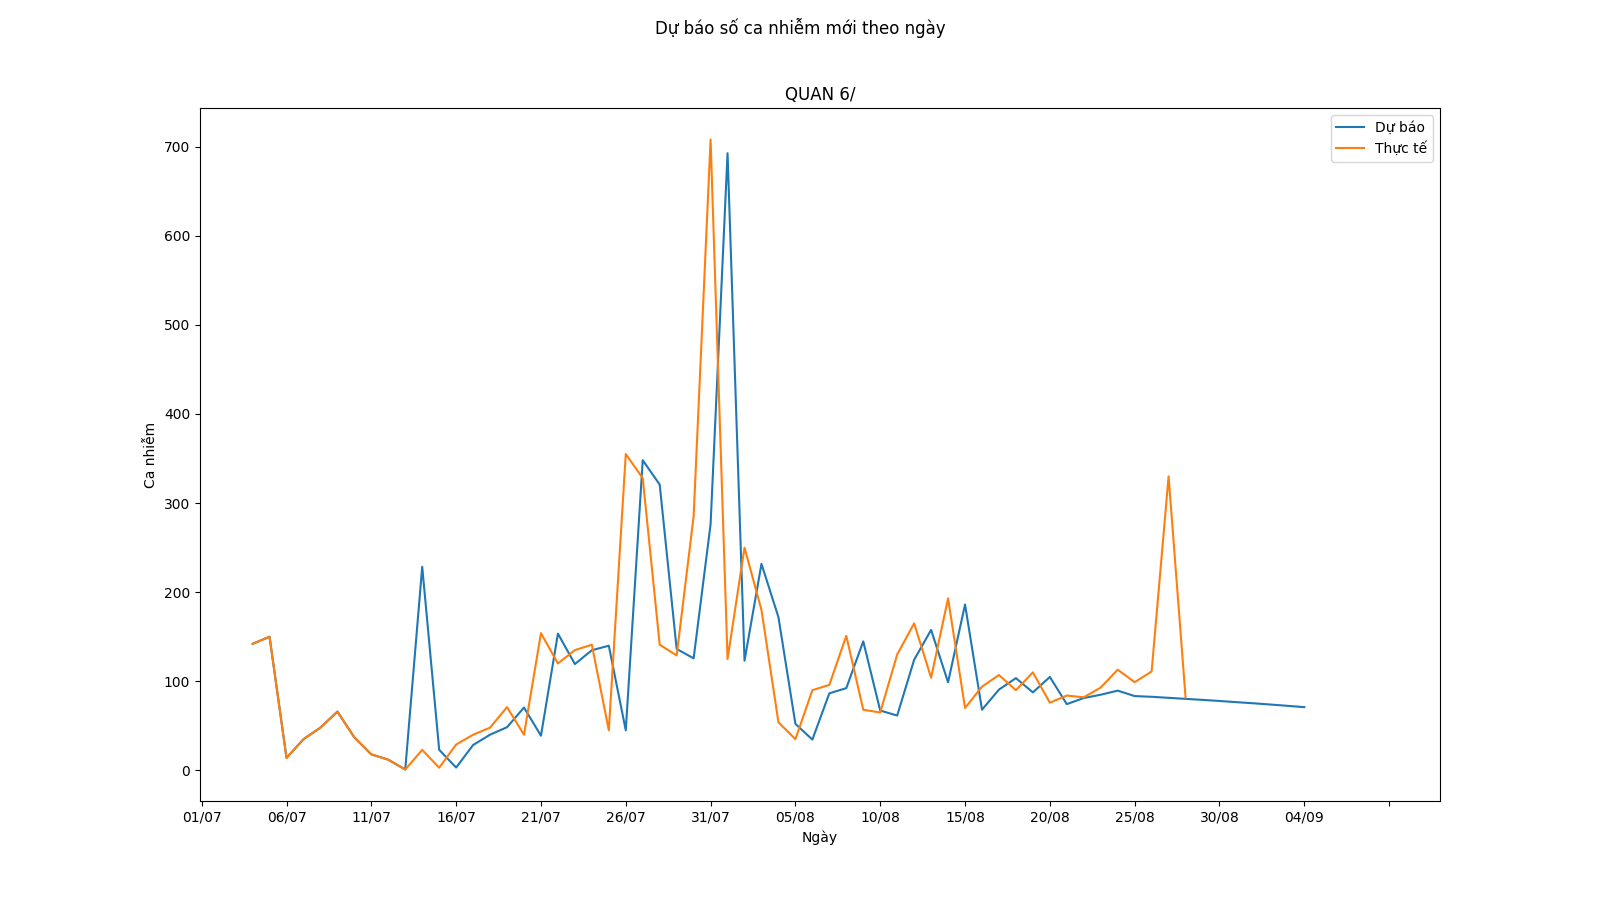 Dự báo số ca nhiễm mới theo ngày
QUAN 6/
Dự báo
Thực tế
700
600
500
400
300
200
100
0
Ca nhiễm
01/07 06/07 11/07 16/07 21/07 26/07 31/07 05/08 10/08 15/08 20/08 25/08 30/08 04/09
Ngày